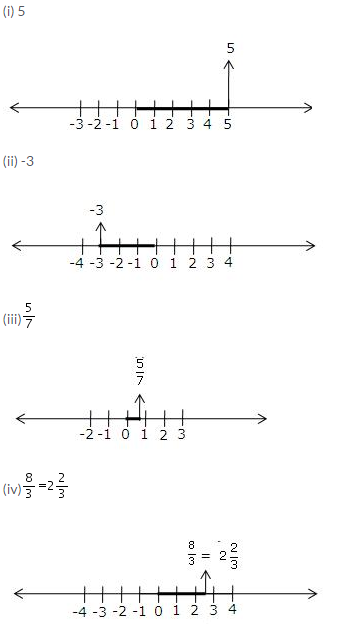 (i) 5
5
-3 -2 -1 0 1 2 3 4 5
(ii) -3
-3
-4 -3 -2 -1 0 1 2 3 4
(iii) 5/7
5/7
-2 -1 0 1 2 3
(iv) 8/3 =2 2/3
8/3 = 2 2/3
-4 -3 -2 -1 0 1 2 3 4